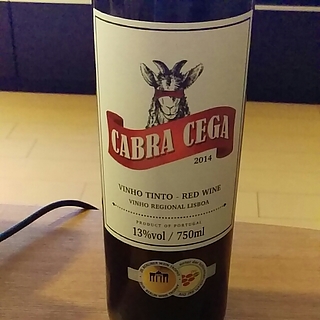 CABRA CEGA
2014
VINHO TINTO - RED WINE
VINHO REGIONAL LISBOA
PRODUCT OF PORTUGAL
13%vol / 750ml